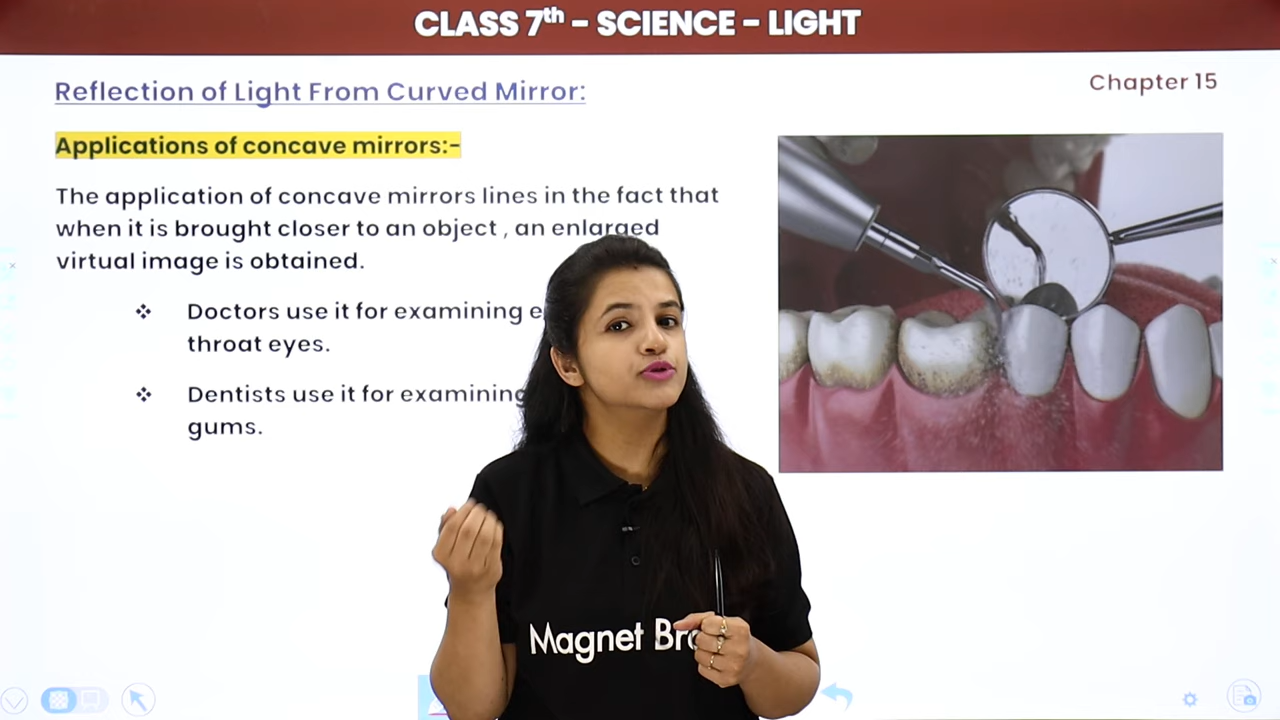 CLASS 7th - SCIENCE - LIGHT
Reflection of Light From Curved Mirror:
Chapter 15
Applications of concave mirrors:-
The application of concave mirrors lines in the fact that
when it is brought closer to an object , an enlarged
virtual image is obtained.
❖ Doctors use it for examining
throat eyes.
❖ Dentists use it for examining
gums.
Magnet